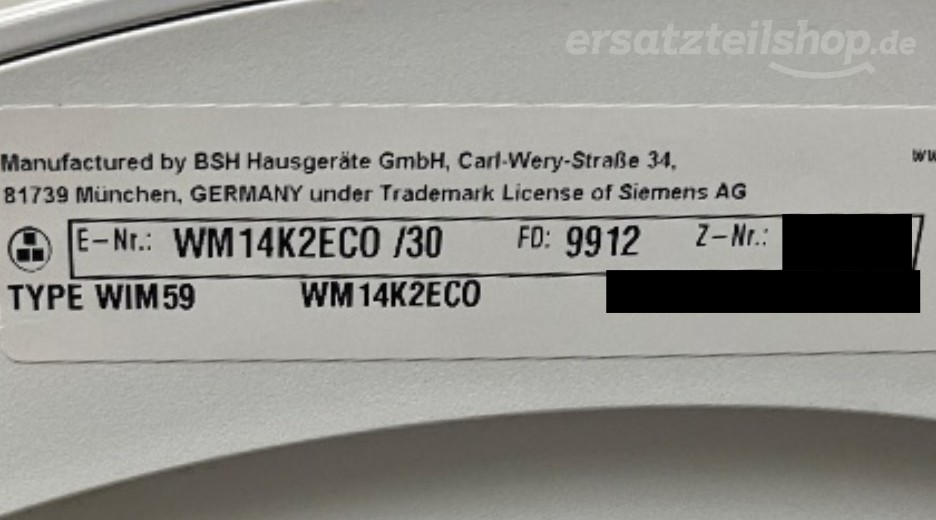 ersatzteilshop.de
Manufactured by BSH Hausgeräte GmbH, Carl-Wery-Straße 34,
81739 München, GERMANY under Trademark License of Siemens AG
E-Nr.: WM14K2ECO /30 FD: 9912 Z-Nr.:
TYPE WIM59 WM14K2ECO